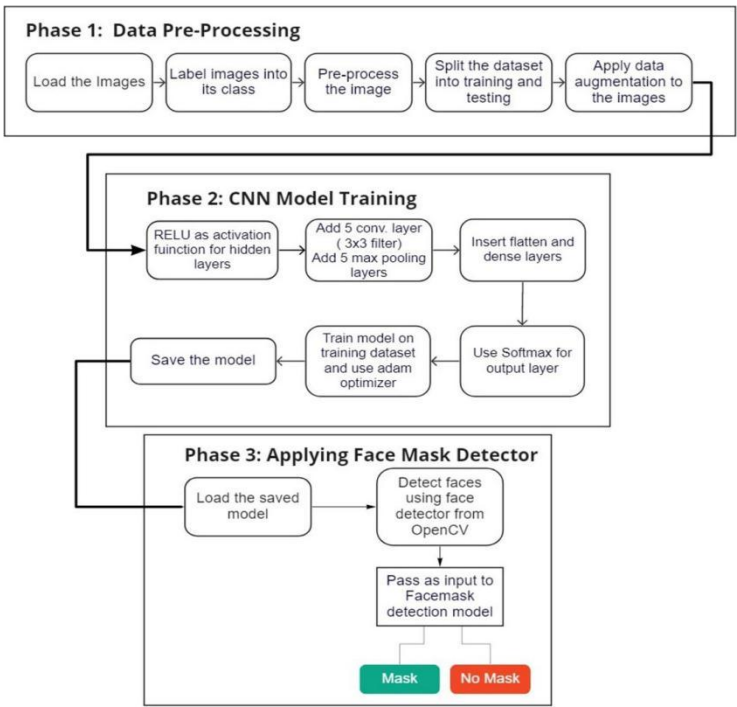 Phase 1: Data Pre-Processing
Load the Images
Label images into
its class
Pre-process
the image
Split the dataset
into training and
testing
Apply data
augmentation to
the images
Phase 2: CNN Model Training
RELU as activation
fuinction for hidden
layers
Add 5 conv. layer
( 3x3 filter)
Add 5 max pooling
layers
Insert flatten and
dense layers
Use Softmax for
output layer
Train model on
training dataset
and use adam
optimizer
Save the model
Phase 3: Applying Face Mask Detector
Load the saved
model
Detect faces
using face
detector from
OpenCV
Pass as input to
Facemask
detection model
Mask
No Mask